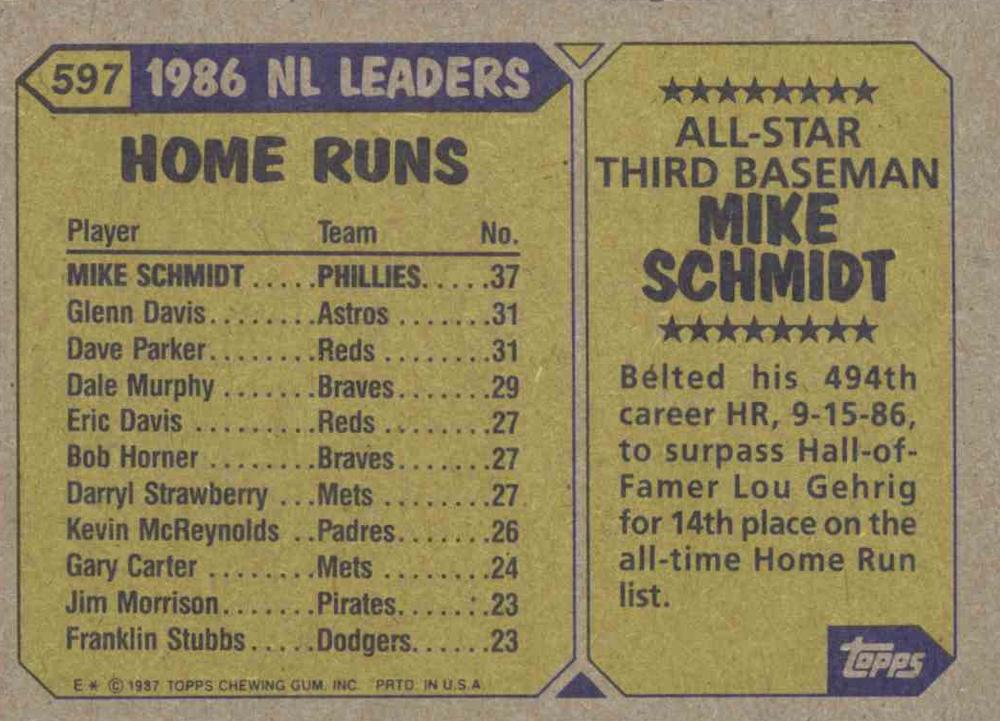 597 1986 NL LEADERS
HOME RUNS
Player Team No.
MIKE SCHMIDT.....PHILLIES.....37
Glenn Davis........Astros.......31
Dave Parker........Reds........31
Dale Murphy.......Braves.......29
Eric Davis.........Reds........27
Bob Horner........Braves.......27
Darryl Strawberry...Mets........27
Kevin McReynolds..Padres.......26
Gary Carter........Mets........24
Jim Morrison.......Pirates.......23
Franklin Stubbs.....Dodgers......23
E * © 1987 TOPPS CHEWING GUM, INC. PRTD. IN U.S.A.
★★★★★★★★
ALL-STAR
THIRD BASEMAN
MIKE
SCHMIDT
★★★★★★★★
Belted his 494th
career HR, 9-15-86,
to surpass Hall-of-
Famer Lou Gehrig
for 14th place on the
all-time Home Run
list.
topps